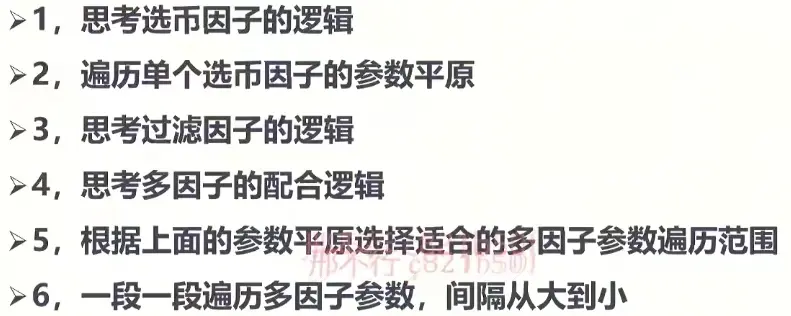 ➢1，思考选币因子的逻辑
➢2，遍历单个选币因子的参数平原
➢3，思考过滤因子的逻辑
➢4，思考多因子的配合逻辑
➢5，根据上面的参数平原选择适合的多因子参数遍历范围
➢6，一段一段遍历多因子参数，间隔从大到小